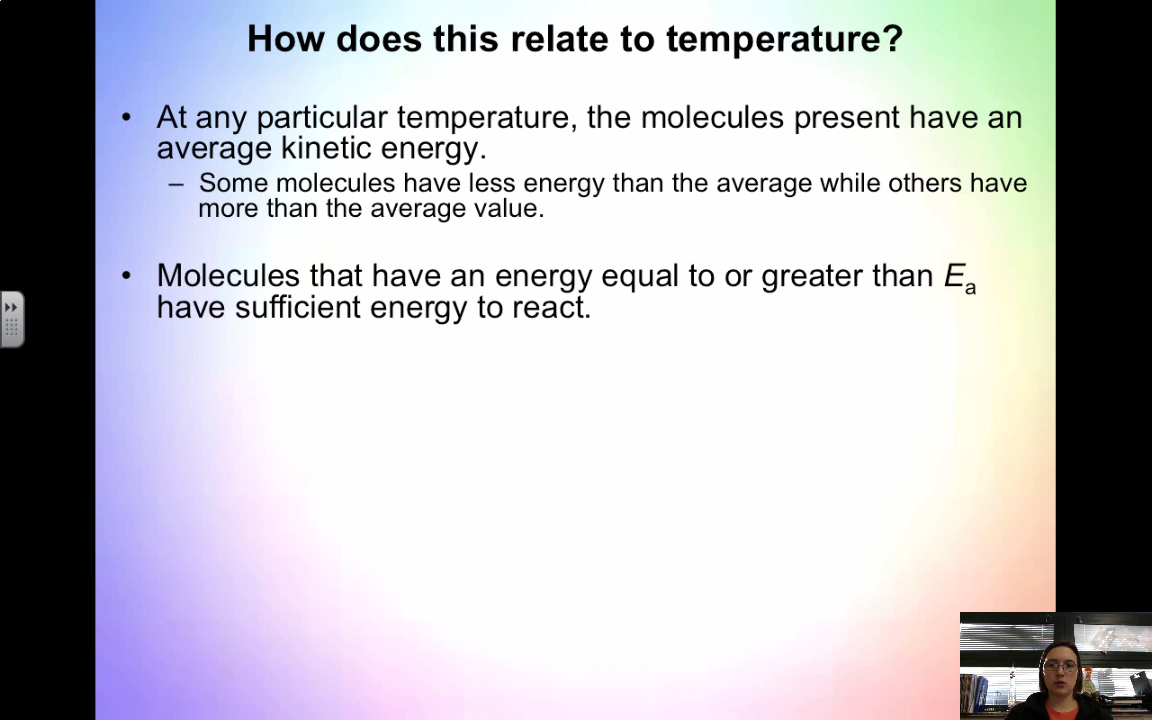 How does this relate to temperature?
• At any particular temperature, the molecules present have an
average kinetic energy.
– Some molecules have less energy than the average while others have
more than the average value.
• Molecules that have an energy equal to or greater than Ea
have sufficient energy to react.